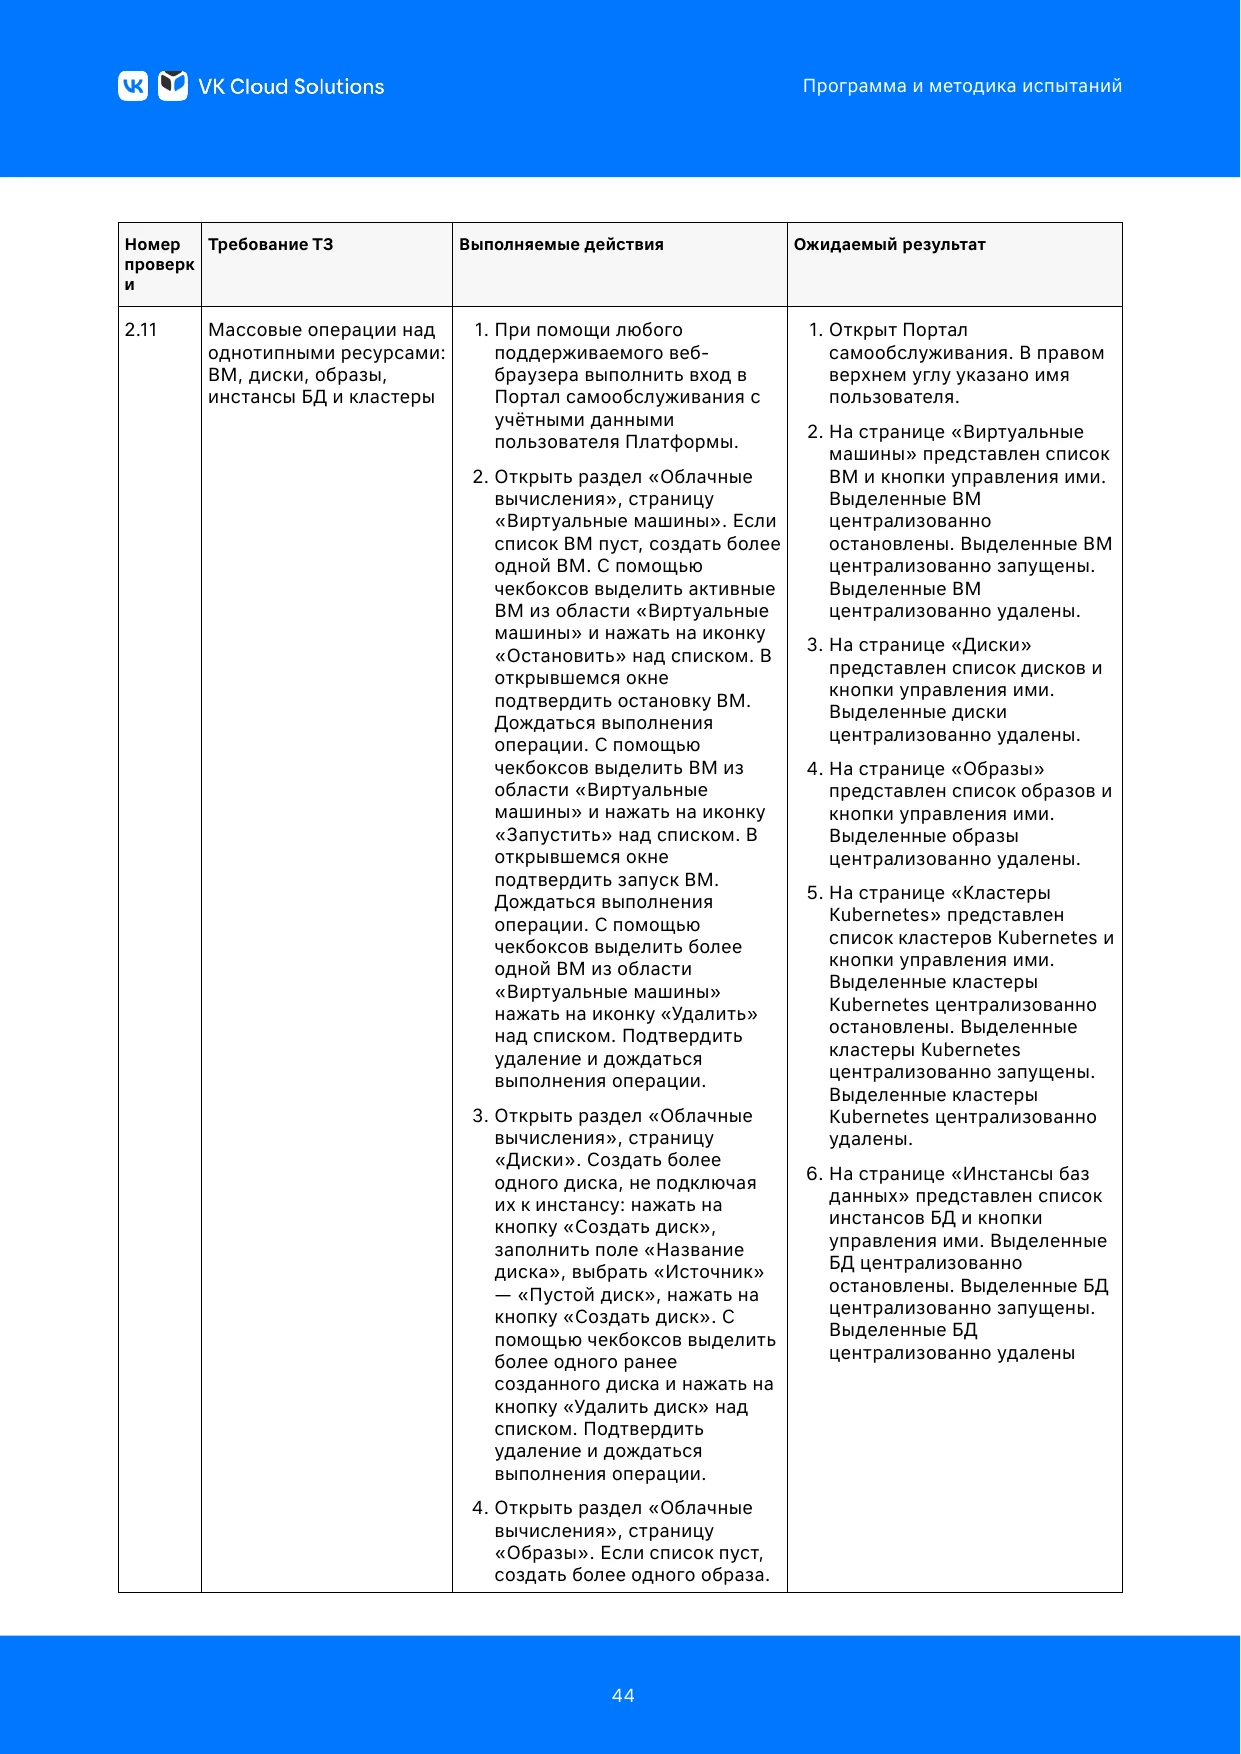 VK Cloud Solutions
Программа и методика испытаний
Номер
проверк
и
Требование ТЗ
Выполняемые действия
Ожидаемый результат
2.11
Массовые операции над
однотипными ресурсами:
ВМ, диски, образы,
инстансы БД и кластеры
1. При помощи любого
поддерживаемого веб-
браузера выполнить вход в
Портал самообслуживания с
учётными данными
пользователя Платформы.
2. Открыть раздел «Облачные
вычисления», страницу
«Виртуальные машины». Если
список ВМ пуст, создать более
одной ВМ. С помощью
чекбоксов выделить активные
ВМ из области «Виртуальные
машины» и нажать на иконку
«Остановить» над списком. В
открывшемся окне
подтвердить остановку ВМ.
Дождаться выполнения
операции. С помощью
чекбоксов выделить ВМ из
области «Виртуальные
машины» и нажать на иконку
«Запустить» над списком. В
открывшемся окне
подтвердить запуск ВМ.
Дождаться выполнения
операции. С помощью
чекбоксов выделить более
одной ВМ из области
«Виртуальные машины»
нажать на иконку «Удалить»
над списком. Подтвердить
удаление и дождаться
выполнения операции.
3. Открыть раздел «Облачные
вычисления», страницу
«Диски». Создать более
одного диска, не подключая
их к инстансу: нажать на
кнопку «Создать диск»,
заполнить поле «Название
диска», выбрать «Источник»
— «Пустой диск», нажать на
кнопку «Создать диск». С
помощью чекбоксов выделить
более одного ранее
созданного диска и нажать на
кнопку «Удалить диск» над
списком. Подтвердить
удаление и дождаться
выполнения операции.
4. Открыть раздел «Облачные
вычисления», страницу
«Образы». Если список пуст,
создать более одного образа.
1. Открыт Портал
самообслуживания. В правом
верхнем углу указано имя
пользователя.
2. На странице «Виртуальные
машины» представлен список
ВМ и кнопки управления ими.
Выделенные ВМ
централизованно
остановлены. Выделенные ВМ
централизованно запущены.
Выделенные ВМ
централизованно удалены.
3. На странице «Диски»
представлен список дисков и
кнопки управления ими.
Выделенные диски
централизованно удалены.
4. На странице «Образы»
представлен список образов и
кнопки управления ими.
Выделенные образы
централизованно удалены.
5. На странице «Кластеры
Kubernetes» представлен
список кластеров Kubernetes и
кнопки управления ими.
Выделенные кластеры
Kubernetes централизованно
остановлены. Выделенные
кластеры Kubernetes
централизованно запущены.
Выделенные кластеры
Kubernetes централизованно
удалены.
6. На странице «Инстансы баз
данных» представлен список
инстансов БД и кнопки
управления ими. Выделенные
БД централизованно
остановлены. Выделенные БД
централизованно запущены.
Выделенные БД
централизованно удалены
44